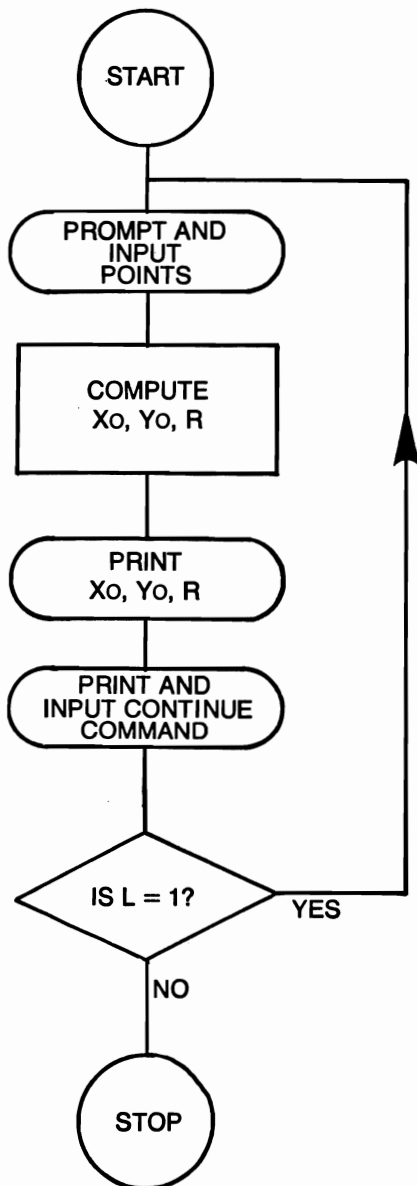 START
PROMPT AND
INPUT
POINTS
COMPUTE
XO, YO, R
PRINT
XO, YO, R
PRINT AND
INPUT CONTINUE
COMMAND
IS L = 1?
YES
NO
STOP